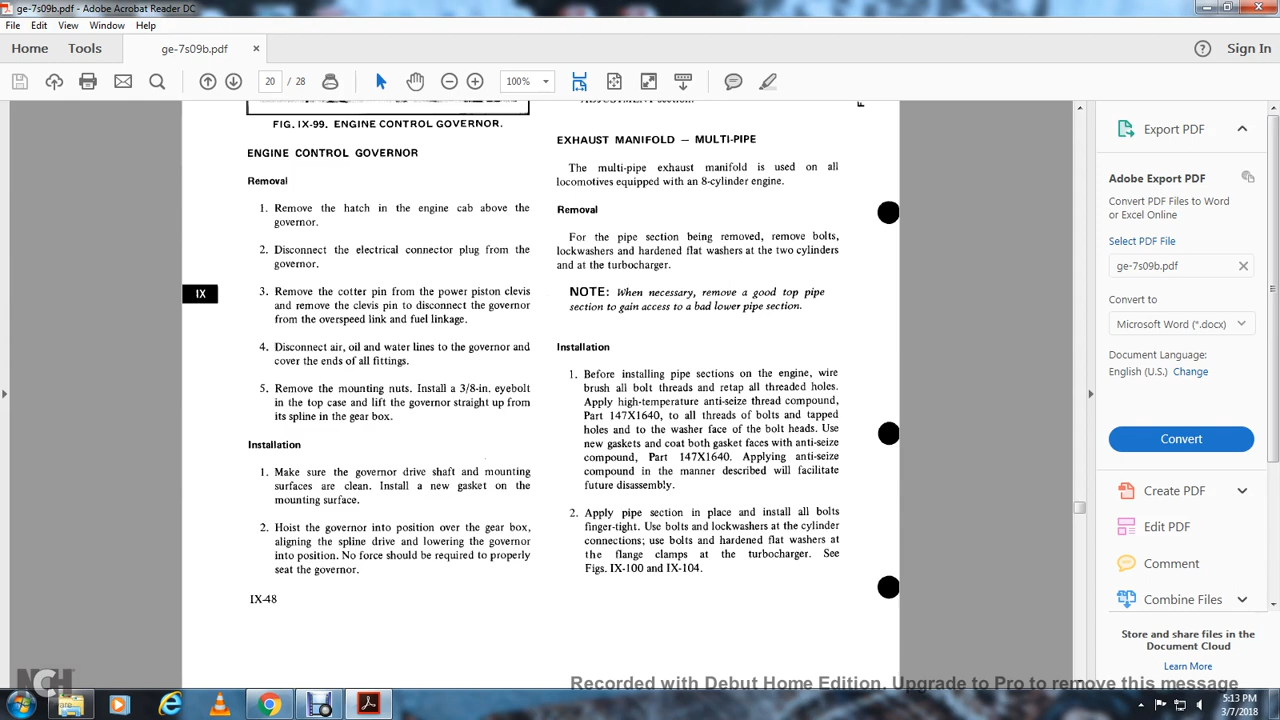 ge-7s09b.pdf - Adobe Acrobat Reader DC
File Edit View Window Help
Home Tools ge-7s09b.pdf × ? Sign In
20 / 28 100%
FIG. IX-99. ENGINE CONTROL GOVERNOR.
ENGINE CONTROL GOVERNOR
Removal
1. Remove the hatch in the engine cab above the
governor.
2. Disconnect the electrical connector plug from the
governor.
IX
3. Remove the cotter pin from the power piston clevis
and remove the clevis pin to disconnect the governor
from the overspeed link and fuel linkage.
4. Disconnect air, oil and water lines to the governor and
cover the ends of all fittings.
5. Remove the mounting nuts. Install a 3/8-in. eyebolt
in the top case and lift the governor straight up from
its spline in the gear box.
Installation
1. Make sure the governor drive shaft and mounting
surfaces are clean. Install a new gasket on the
mounting surface.
2. Hoist the governor into position over the gear box,
aligning the spline drive and lowering the governor
into position. No force should be required to properly
seat the governor.
IX-48
EXHAUST MANIFOLD — MULTI-PIPE
The multi-pipe exhaust manifold is used on all
locomotives equipped with an 8-cylinder engine.
Removal
For the pipe section being removed, remove bolts,
lockwashers and hardened flat washers at the two cylinders
and at the turbocharger.
NOTE: When necessary, remove a good top pipe
section to gain access to a bad lower pipe section.
Installation
1. Before installing pipe sections on the engine, wire
brush all bolt threads and retap all threaded holes.
Apply high-temperature anti-seize thread compound,
Part 147X1640, to all threads of bolts and tapped
holes and to the washer face of the bolt heads. Use
new gaskets and coat both gasket faces with anti-seize
compound, Part 147X1640. Applying anti-seize
compound in the manner described will facilitate
future disassembly.
2. Apply pipe section in place and install all bolts
finger-tight. Use bolts and lockwashers at the cylinder
connections; use bolts and hardened flat washers at
the flange clamps at the turbocharger. See
Figs. IX-100 and IX-104.
Export PDF
Adobe Export PDF
Convert PDF Files to Word
or Excel Online
Select PDF File
ge-7s09b.pdf ×
Convert to
Microsoft Word (*.docx)
Document Language:
English (U.S.) Change
Convert
Create PDF
Edit PDF
Comment
Combine Files
Store and share files in the
Document Cloud
Learn More
NCH
Recorded with Debut Home Edition. Upgrade to Pro to remove this message
5:13 PM
3/7/2018